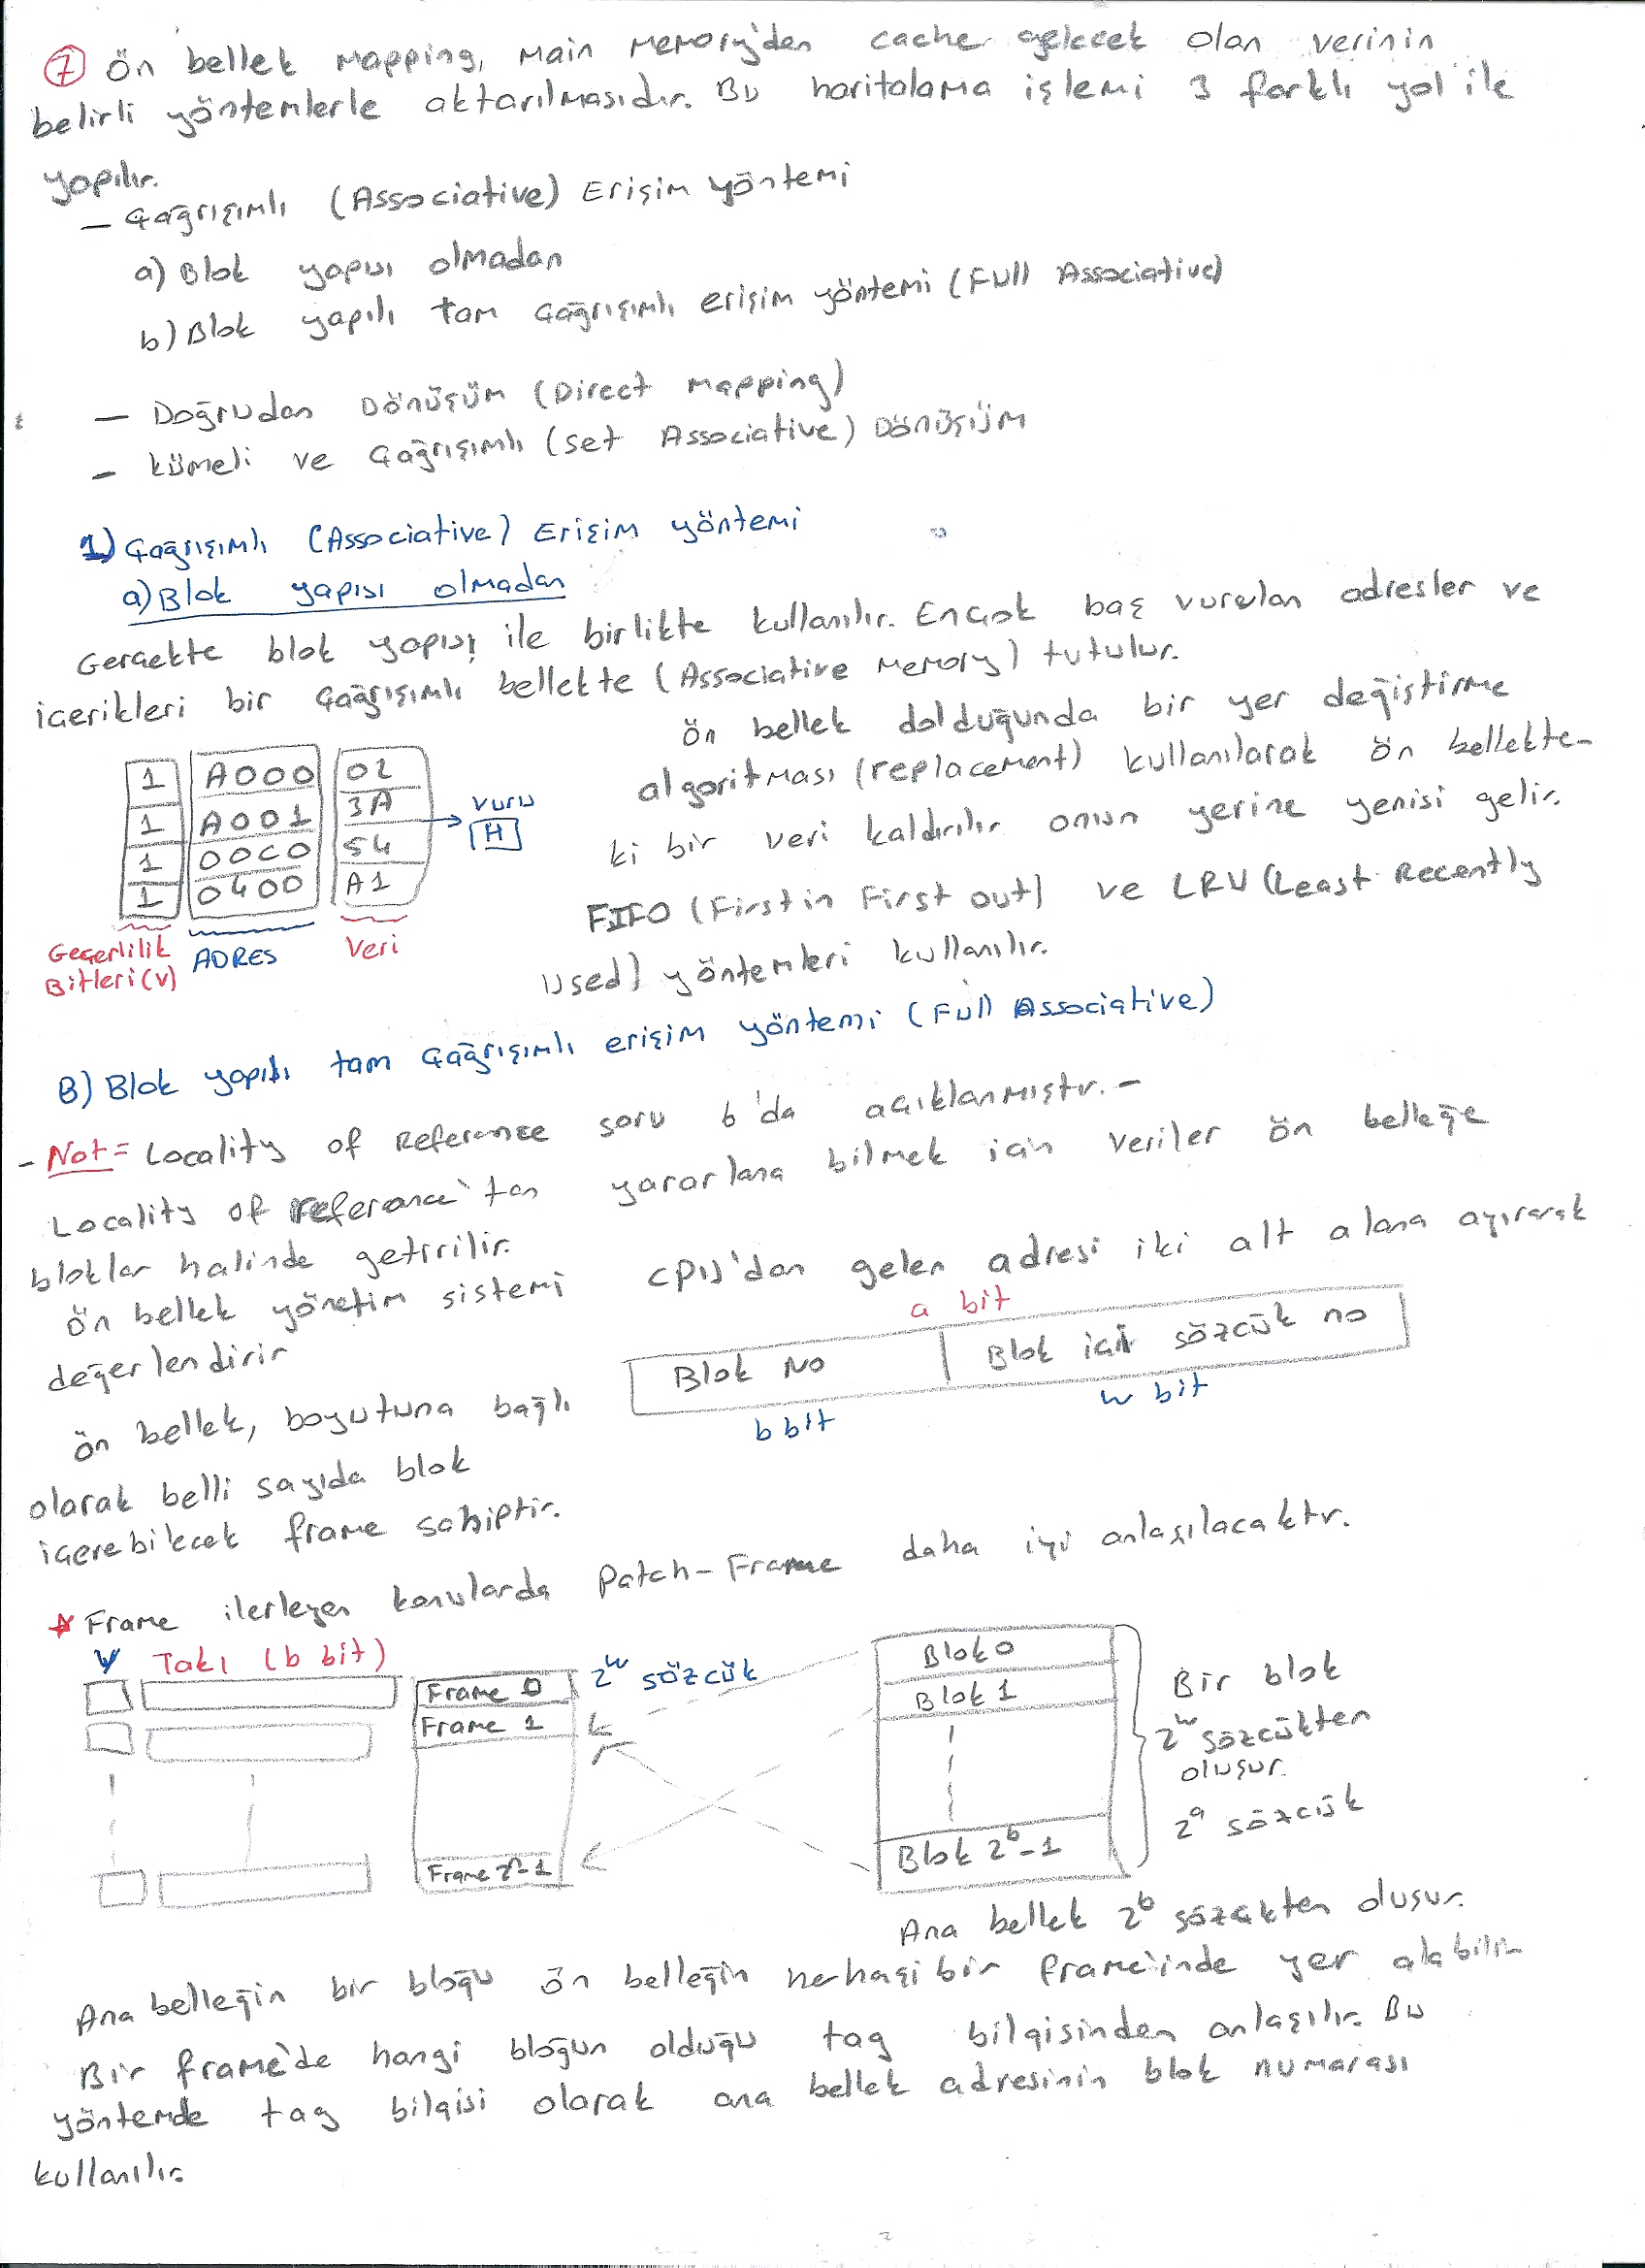 7 Ön bellek Mapping, Main Memory'den cache gelecek olan verinin
belirli yöntemlerle aktarılmasıdır. Bu haritalama işlemi 3 farklı yol ile
yapılır.
- Çağrışımlı (Associative) Erişim yöntemi
a) Blok yapısı olmadan
b) Blok yapılı tam çağrışımlı erişim yöntemi (Full Associative)
- Doğrudan Dönüşüm (Direct Mapping)
- Kümeli ve Çağrışımlı (Set Associative) Dönüşüm
1) Çağrışımlı (Associative) Erişim yöntemi
a) Blok yapısı olmadan
Gerçekte blok yapısı ile birlikte kullanılır. Ençok baş vurulan adresler ve
içerikleri bir Çağrışımlı bellekte (Associative Memory) tutulur.
Ön bellek dolduğunda bir yer değiştirme
algoritması (replacement) kullanılarak ön bellekte-
ki bir veri kaldırılır onun yerine yenisi gelir.
FIFO (First in First out) ve LRU (Least Recently
Used) yöntemleri kullanılır.
1 A000 02
1 A001 3A
1 00C0 54
1 0400 A1
vuru
H
Geçerlilik Bitleri (v)
ADRES
Veri
B) Blok yapılı tam Çağrışımlı erişim yöntemi (Full Associative)
- Not = Locality of Reference soru 6'da açıklanmıştır. -
Locality of reference'ten yararlana bilmek için veriler ön belleğe
bloklar halinde getirilir.
Ön bellek yönetim sistemi CPU'dan gelen adresi iki alt alana ayırarak
değerlendirir
a bit
Blok No
Blok içi sözcük no
b bit
w bit
Ön bellek, boyutuna bağlı
olarak belli sayıda blok
içerebilecek frame sahiptir.
* Frame ilerleyen konularda Patch-Frame daha iyi anlaşılacaktır.
V Takı (b bit)
Frame 0
2^w sözcük
Frame 1
Frame 2^n-1
Blok 0
Blok 1
Blok 2^b-1
Bir blok
2^w sözcükten
oluşur.
2^a sözcük
Ana bellek 2^b sözcükten oluşur.
Ana belleğin bir bloğu ön belleğin herhagi bir frame'inde yer alabilir
Bir frame'de hangi bloğun olduğu tag bilgisinden anlaşılır. Bu
yöntemde tag bilgisi olarak ana bellek adresinin blok numarası
kullanılır.